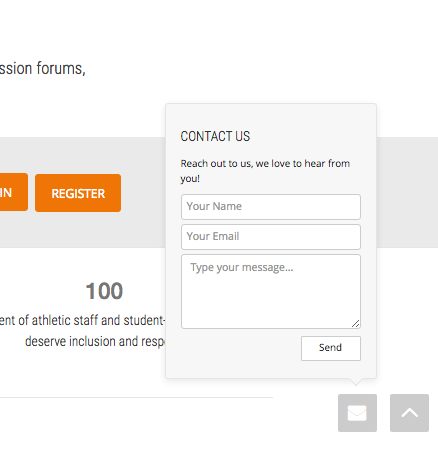 ssion forums,
CONTACT US
Reach out to us, we love to hear from
you!
IN
REGISTER
Your Name
Your Email
Type your message...
100
ent of athletic staff and student-
deserve inclusion and resp
Send